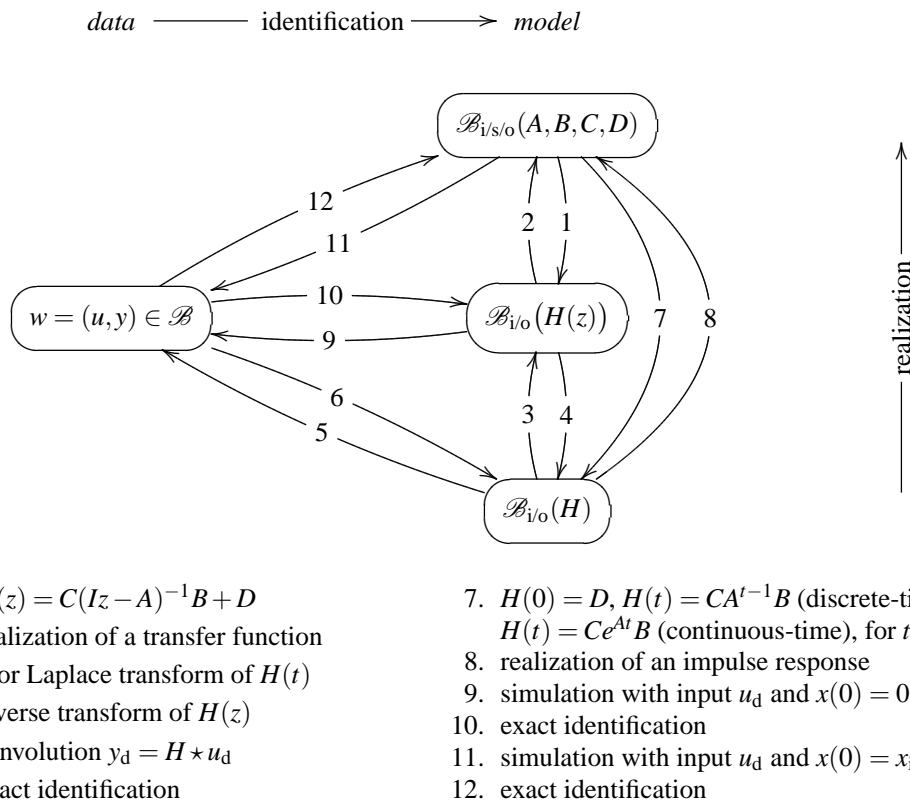 data identification model
ℬi/s/o(A,B,C,D)
12
11
2 1
10
w = (u,y) ∈ ℬ
ℬi/o(H(z))
7 8
9
6
5
3 4
ℬi/o(H)
realization
(z) = C(Iz−A)−1B+D
alization of a transfer function
or Laplace transform of H(t)
verse transform of H(z)
nvolution yd = H ⋆ ud
act identification
7. H(0) = D, H(t) = CAt−1B (discrete-ti
H(t) = CeAtB (continuous-time), for t
8. realization of an impulse response
9. simulation with input ud and x(0) = 0
10. exact identification
11. simulation with input ud and x(0) = x
12. exact identification